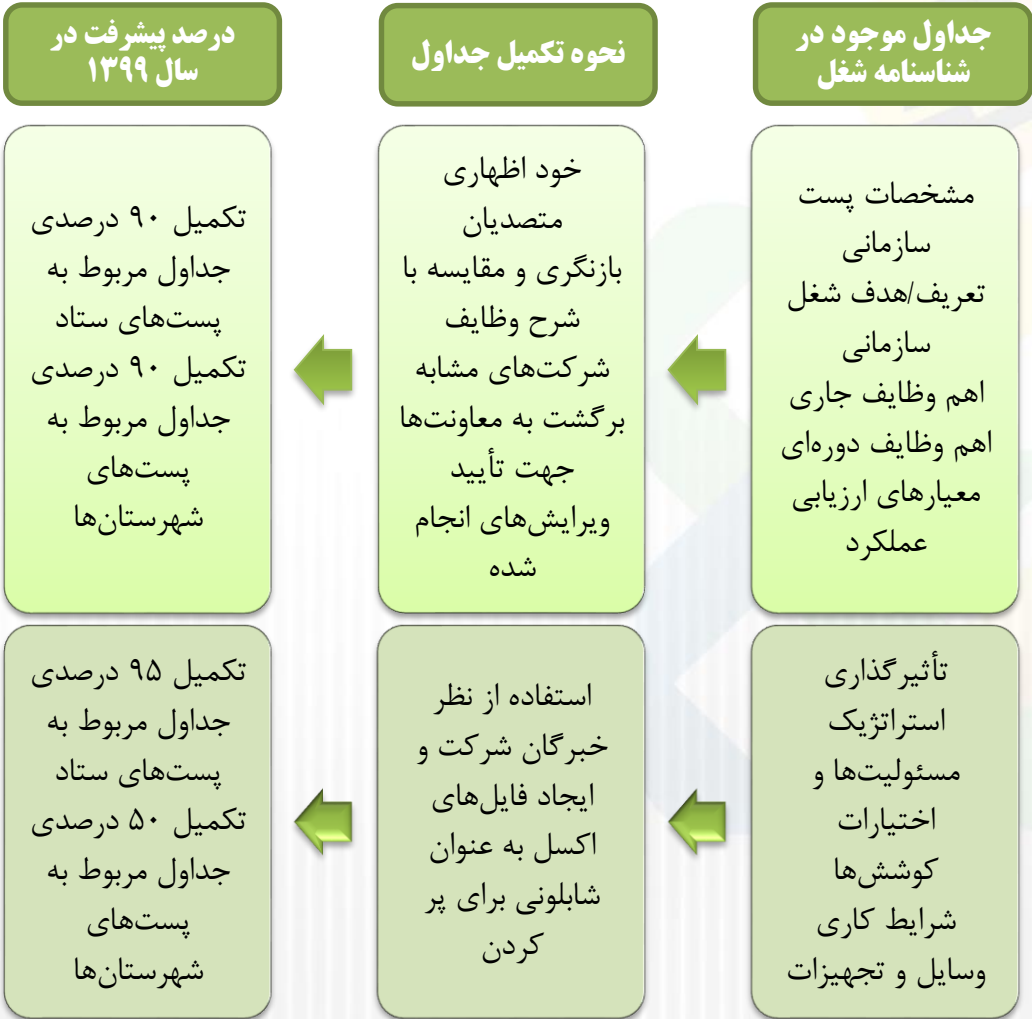 جداول موجود در
شناسنامه شغل
نحوه تکمیل جداول
درصد پیشرفت در
سال ۱۳۹۹
مشخصات پست
سازمانی
تعریف/هدف شغل
سازمانی
اهم وظایف جاری
اهم وظایف دوره‌ای
معیارهای ارزیابی
عملکرد
خود اظهاری
متصدیان
بازنگری و مقایسه با
شرح وظایف
شرکت‌های مشابه
برگشت به معاونت‌ها
جهت تأیید
ویرایش‌های انجام
شده
تکمیل ۹۰ درصدی
جداول مربوط به
پست‌های ستاد
تکمیل ۹۰ درصدی
جداول مربوط به
پست‌های
شهرستان‌ها
تأثیرگذاری
استراتژیک
مسئولیت‌ها و
اختیارات
کوشش‌ها
شرایط کاری
وسایل و تجهیزات
استفاده از نظر
خبرگان شرکت و
ایجاد فایل‌های
اکسل به عنوان
شابلونی برای پر
کردن
تکمیل ۹۵ درصدی
جداول مربوط به
پست‌های ستاد
تکمیل ۵۰ درصدی
جداول مربوط به
پست‌های
شهرستان‌ها